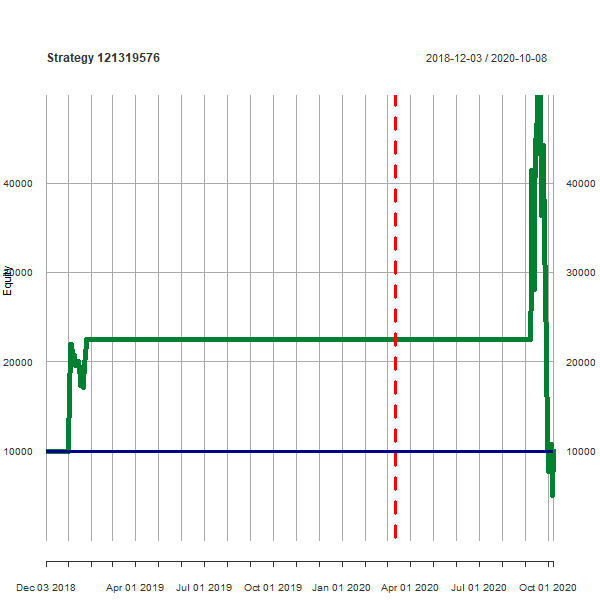 Strategy 121319576
2018-12-03 / 2020-10-08
40000
40000
30000
30000
Equity
20000
20000
10000
10000
Dec 03 2018
Apr 01 2019
Jul 01 2019
Oct 01 2019
Jan 01 2020
Apr 01 2020
Jul 01 2020
Oct 01 2020